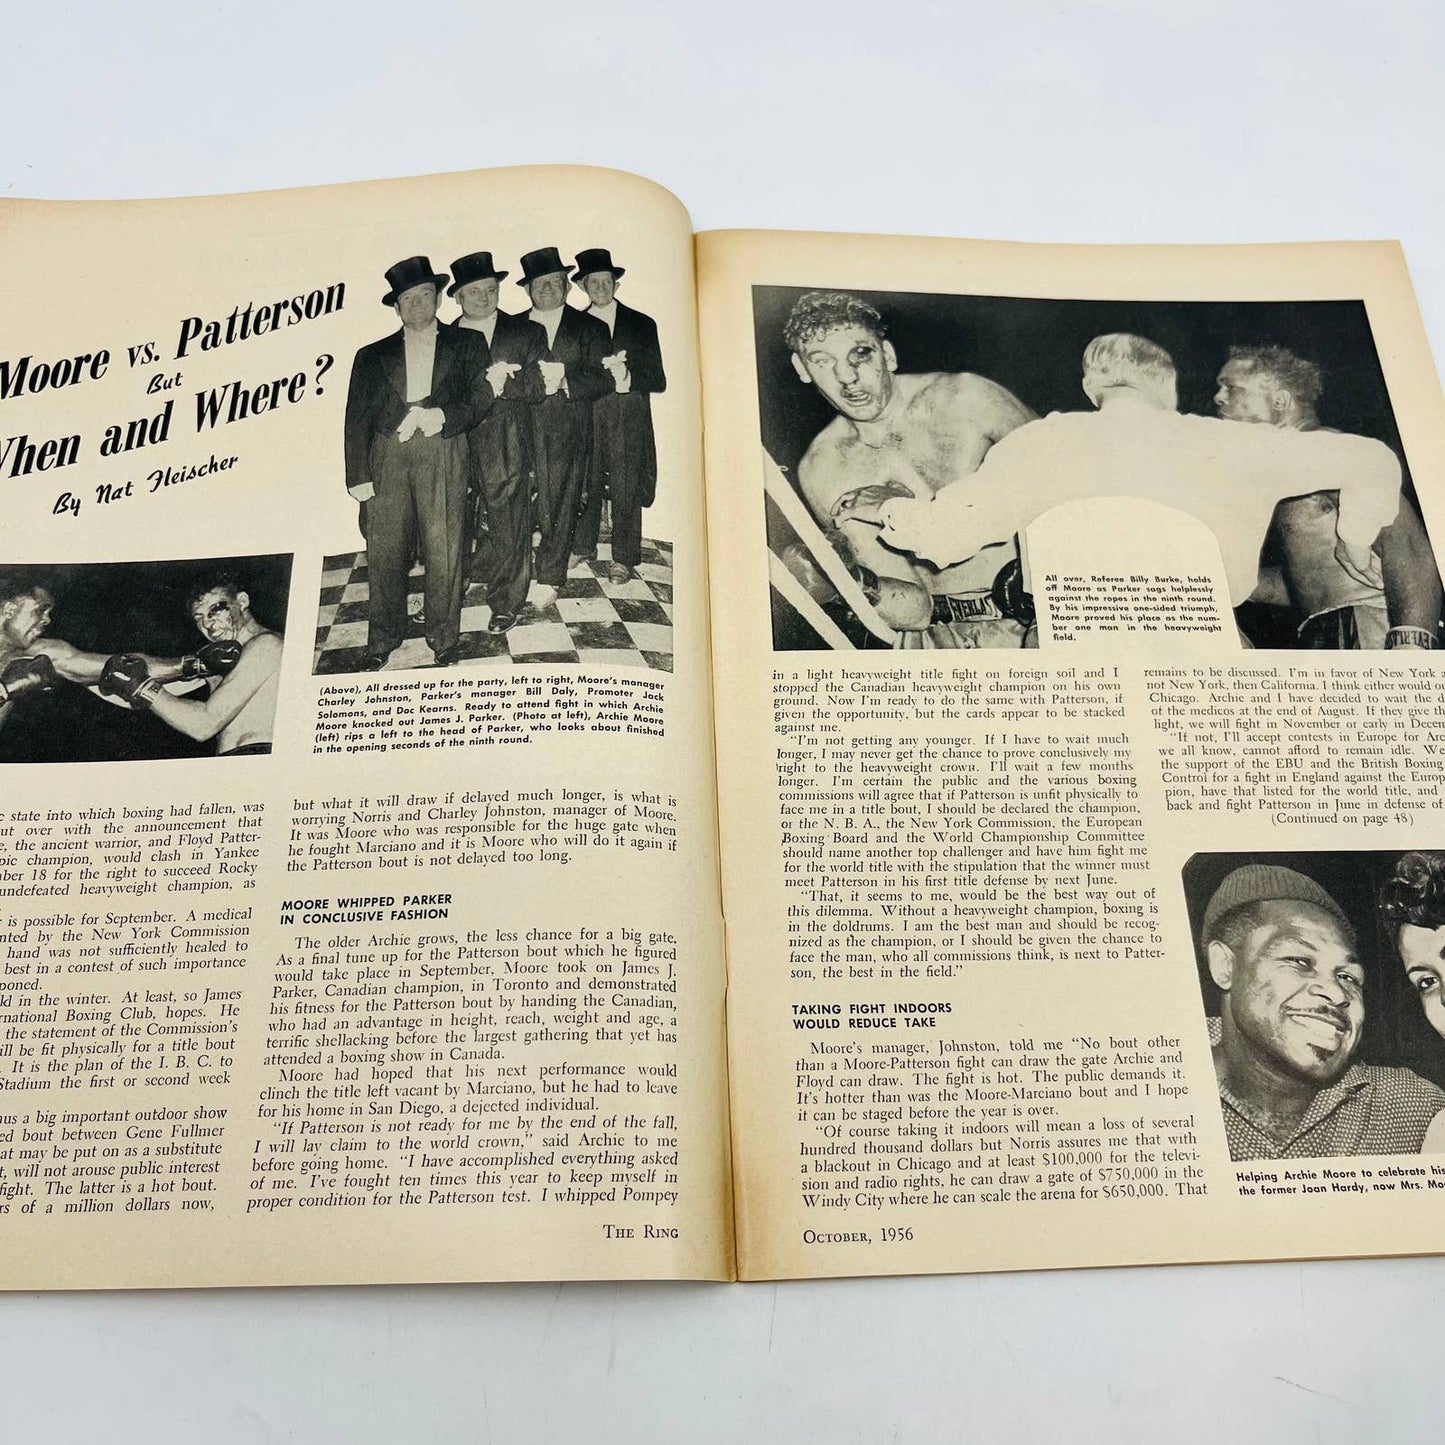 Moore vs. Patterson
But
When and Where?
By Nat Fleischer
(Above), All dressed up for the party, left to right, Moore's manager
Charley Johnston, Parker's manager Bill Daly, Promoter Jack
Solomons, and Doc Kearns. Ready to attend fight in which Archie
Moore knocked out James J. Parker. (Photo at left), Archie Moore
(left) rips a left to the head of Parker, who looks about finished
in the opening seconds of the ninth round.
state into which boxing had fallen, was
over with the announcement that
the ancient warrior, and Floyd Patter-
champion, would clash in Yankee
18 for the right to succeed Rocky
undefeated heavyweight champion, as
is possible for September. A medical
by the New York Commission
hand was not sufficiently healed to
best in a contest of such importance
in the winter. At least, so James
Boxing Club, hopes. He
the statement of the Commission's
be fit physically for a title bout
It is the plan of the I. B. C. to
Stadium the first or second week
a big important outdoor show
bout between Gene Fullmer
may be put on as a substitute
will not arouse public interest
fight. The latter is a hot bout.
of a million dollars now,
but what it will draw if delayed much longer, is what is
worrying Norris and Charley Johnston, manager of Moore.
It was Moore who was responsible for the huge gate when
he fought Marciano and it is Moore who will do it again if
the Patterson bout is not delayed too long.
MOORE WHIPPED PARKER
IN CONCLUSIVE FASHION
The older Archie grows, the less chance for a big gate.
As a final tune up for the Patterson bout which he figured
would take place in September, Moore took on James J.
Parker, Canadian champion, in Toronto and demonstrated
his fitness for the Patterson bout by handing the Canadian,
who had an advantage in height, reach, weight and age, a
terrific shellacking before the largest gathering that yet has
attended a boxing show in Canada.
Moore had hoped that his next performance would
clinch the title left vacant by Marciano, but he had to leave
for his home in San Diego, a dejected individual.
"If Patterson is not ready for me by the end of the fall,
I will lay claim to the world crown," said Archie to me
before going home. "I have accomplished everything asked
of me. I've fought ten times this year to keep myself in
proper condition for the Patterson test. I whipped Pompey
THE RING
EVERLAST
All over, Referee Billy Burke, holds
off Moore as Parker sags helplessly
against the ropes in the ninth round.
By his impressive one-sided triumph,
Moore proved his place as the num-
ber one man in the heavyweight
field.
in a light heavyweight title fight on foreign soil and I
stopped the Canadian heavyweight champion on his own
ground. Now I'm ready to do the same with Patterson, if
given the opportunity, but the cards appear to be stacked
against me.
"I'm not getting any younger. If I have to wait much
longer, I may never get the chance to prove conclusively my
right to the heavyweight crown. I'll wait a few months
longer. I'm certain the public and the various boxing
commissions will agree that if Patterson is unfit physically to
face me in a title bout, I should be declared the champion,
or the N. B. A., the New York Commission, the European
Boxing Board and the World Championship Committee
should name another top challenger and have him fight me
for the world title with the stipulation that the winner must
meet Patterson in his first title defense by next June.
"That, it seems to me, would be the best way out of
this dilemma. Without a heavyweight champion, boxing is
in the doldrums. I am the best man and should be recog-
nized as the champion, or I should be given the chance to
face the man, who all commissions think, is next to Patter-
son, the best in the field."
TAKING FIGHT INDOORS
WOULD REDUCE TAKE
Moore's manager, Johnston, told me "No bout other
than a Moore-Patterson fight can draw the gate Archie and
Floyd can draw. The fight is hot. The public demands it.
It's hotter than was the Moore-Marciano bout and I hope
it can be staged before the year is over.
"Of course taking it indoors will mean a loss of several
hundred thousand dollars but Norris assures me that with
a blackout in Chicago and at least $100,000 for the televi-
sion and radio rights, he can draw a gate of $750,000 in the
Windy City where he can scale the arena for $650,000. That
remains to be discussed. I'm in favor of New York
not New York, then California. I think either would
Chicago. Archie and I have decided to wait the
of the medicos at the end of August. If they give
light, we will fight in November or early in
"If not, I'll accept contests in Europe for
we all know, cannot afford to remain idle.
the support of the EBU and the British Boxing
Control for a fight in England against the
pion, have that listed for the world title, and
back and fight Patterson in June in defense of
(Continued on page 48)
Helping Archie Moore to celebrate
the former Joan Hardy, now Mrs.
OCTOBER, 1956